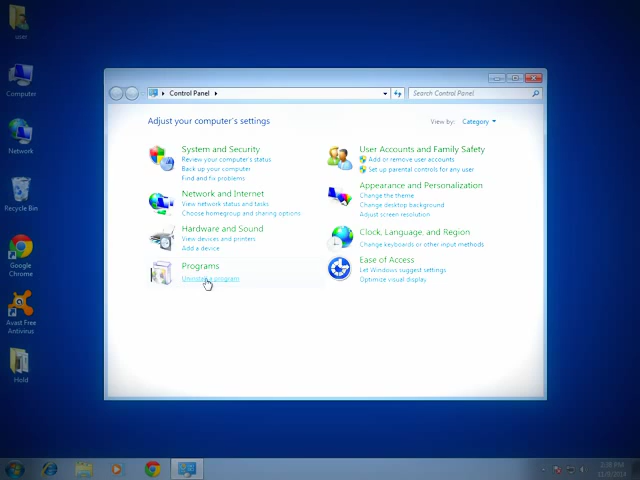 user
Computer
Network
Recycle Bin
Google
Chrome
Avast Free
Antivirus
Hold
Control Panel
Search Control Panel
Adjust your computer's settings
View by: Category
System and Security
Review your computer's status
Back up your computer
Find and fix problems
Network and Internet
View network status and tasks
Choose homegroup and sharing options
Hardware and Sound
View devices and printers
Add a device
Programs
Uninstall a program
User Accounts and Family Safety
Add or remove user accounts
Set up parental controls for any user
Appearance and Personalization
Change the theme
Change desktop background
Adjust screen resolution
Clock, Language, and Region
Change keyboards or other input methods
Ease of Access
Let Windows suggest settings
Optimize visual display